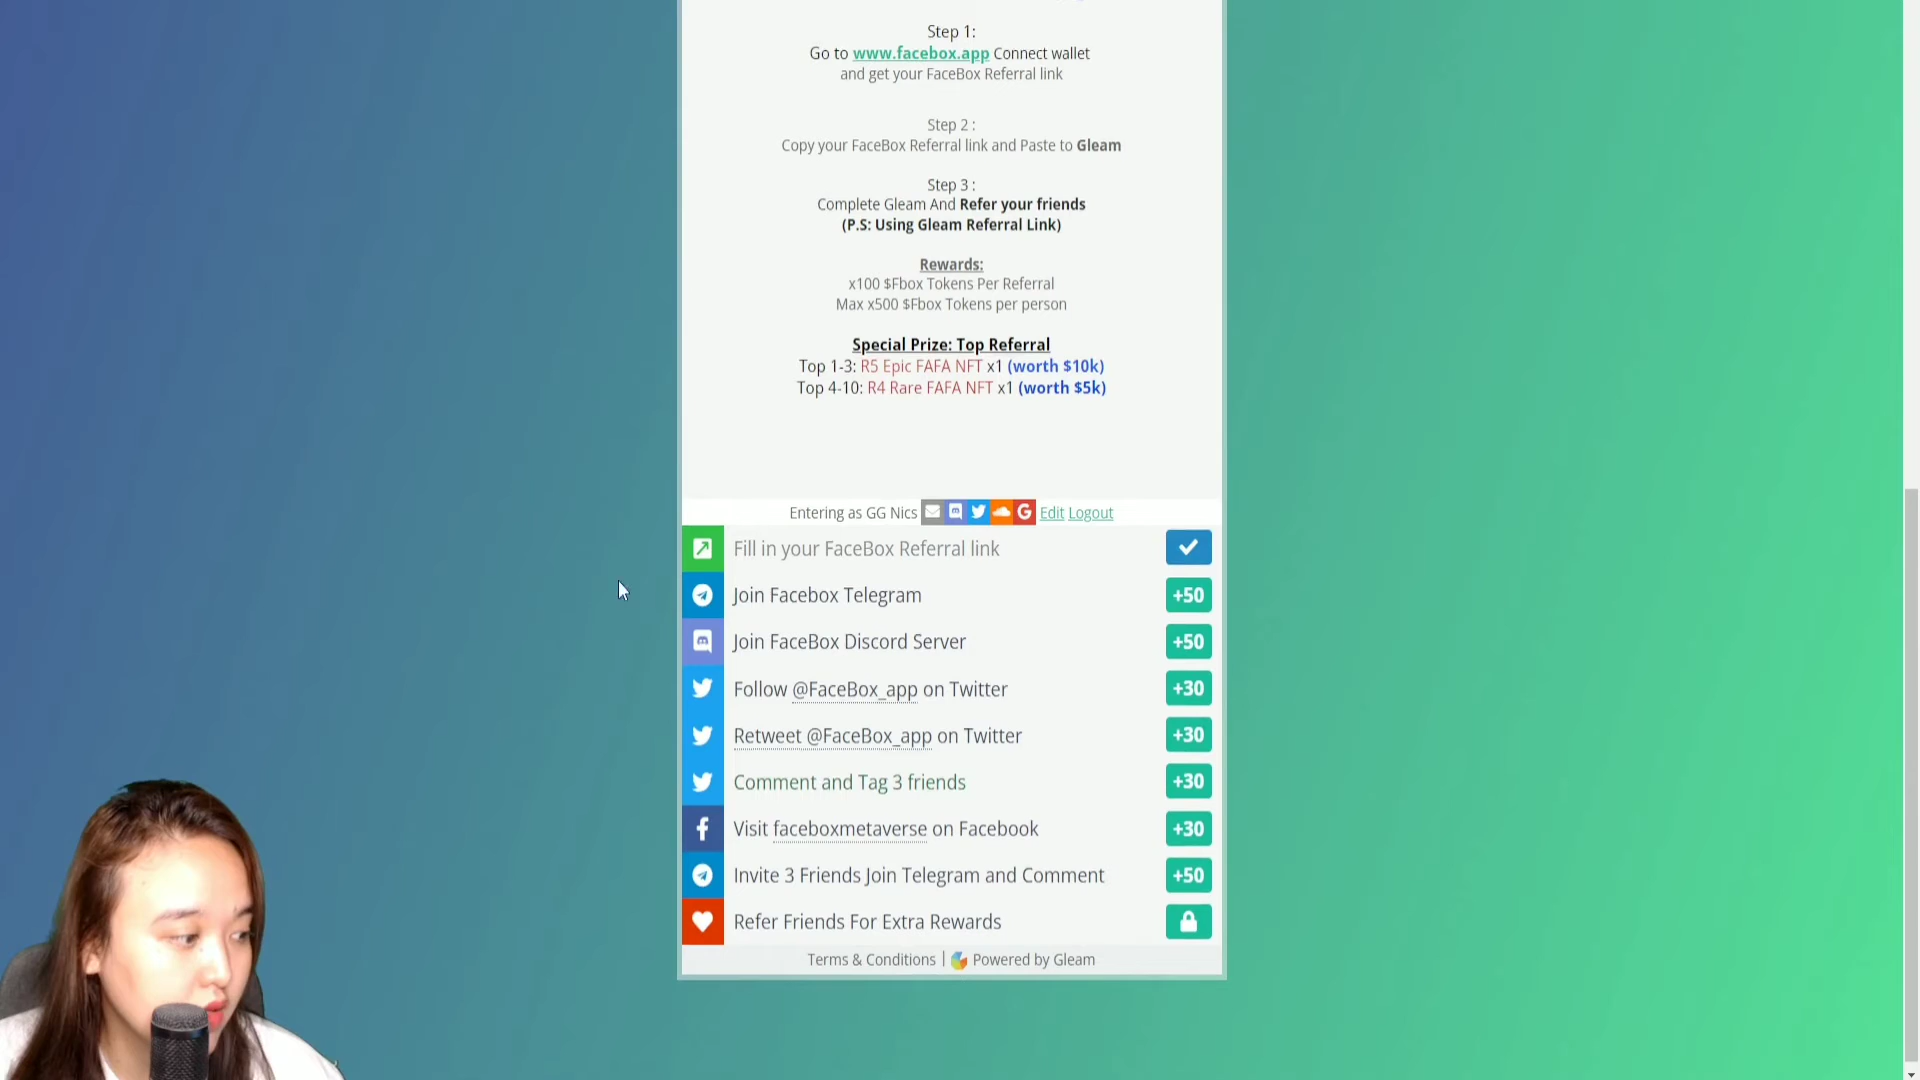 Step 1:
Go to www.facebox.app Connect wallet
and get your FaceBox Referral link
Step 2 :
Copy your FaceBox Referral link and Paste to Gleam
Step 3 :
Complete Gleam And Refer your friends
(P.S: Using Gleam Referral Link)
Rewards:
x100 $Fbox Tokens Per Referral
Max x500 $Fbox Tokens per person
Special Prize: Top Referral
Top 1-3: R5 Epic FAFA NFT x1 (worth $10k)
Top 4-10: R4 Rare FAFA NFT x1 (worth $5k)
Entering as GG Nics Edit Logout
Fill in your FaceBox Referral link
Join Facebox Telegram +50
Join FaceBox Discord Server +50
Follow @FaceBox_app on Twitter +30
Retweet @FaceBox_app on Twitter +30
Comment and Tag 3 friends +30
Visit faceboxmetaverse on Facebook +30
Invite 3 Friends Join Telegram and Comment +50
Refer Friends For Extra Rewards
Terms & Conditions | Powered by Gleam